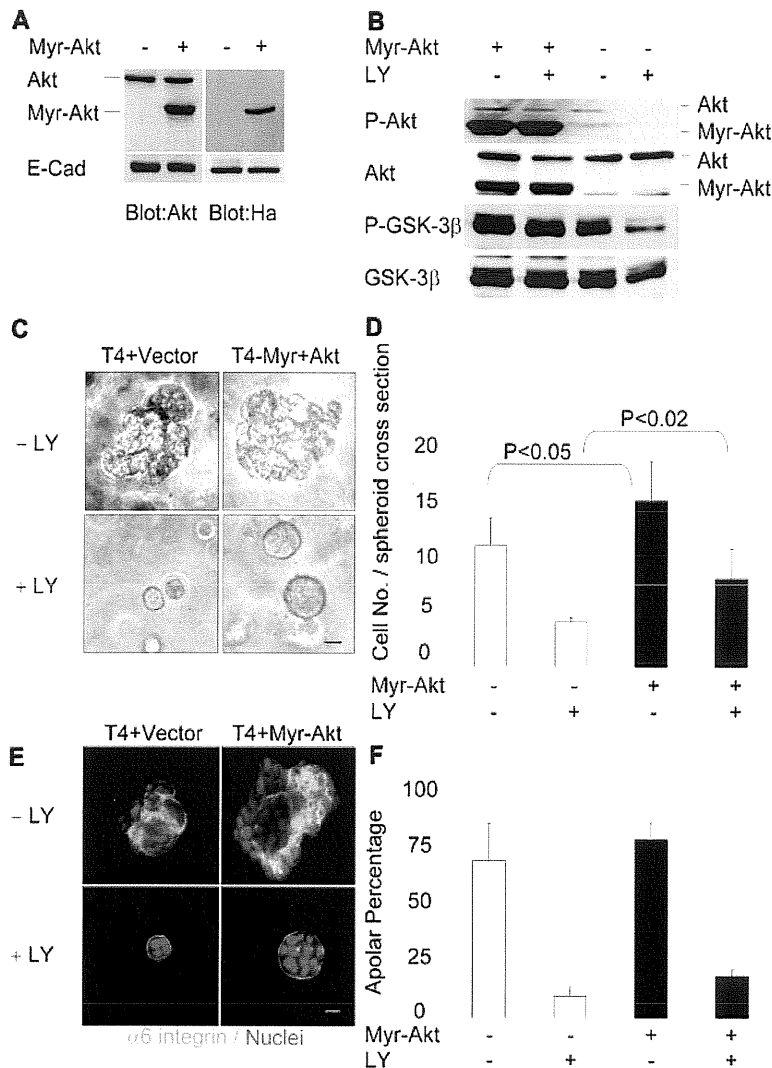 A
Myr-Akt - + - +
Akt
Myr-Akt
E-Cad
Blot:Akt Blot:Ha
B
Myr-Akt + + - -
LY - + - +
P-Akt
Akt
Myr-Akt
Akt
Akt
Myr-Akt
P-GSK-3β
GSK-3β
C
T4+Vector T4-Myr+Akt
- LY
+ LY
D
Cell No. / spheroid cross section
20
15
10
5
0
P<0.05
P<0.02
Myr-Akt - - + +
LY - + - +
E
T4+Vector T4+Myr-Akt
- LY
+ LY
α6 integrin / Nuclei
F
Apolar Percentage
100
75
50
25
0
Myr-Akt - - + +
LY - + - +